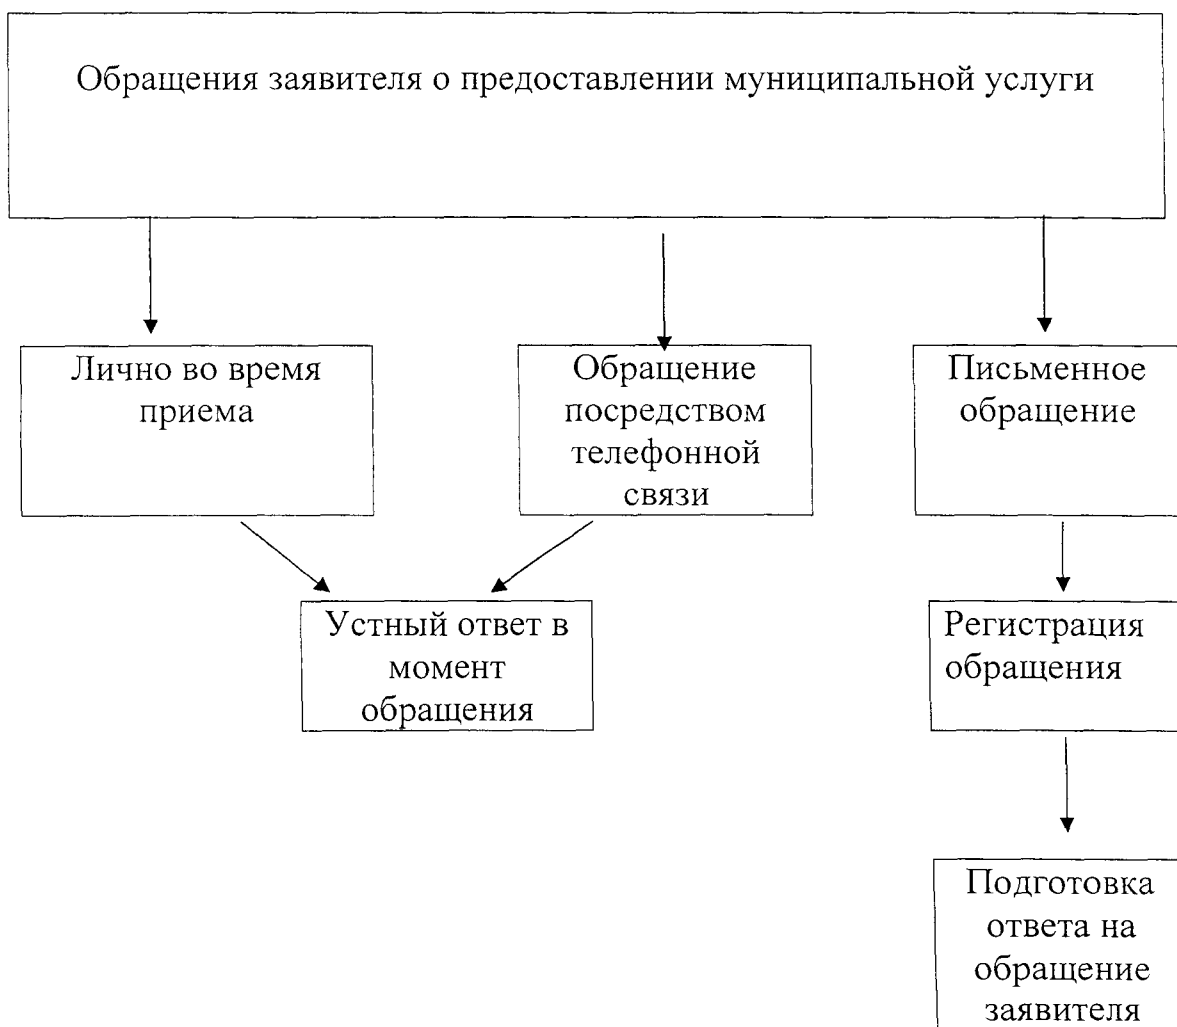 Обращения заявителя о предоставлении муниципальной услуги
Лично во время
приема
Обращение
посредством
телефонной
связи
Письменное
обращение
Устный ответ в
момент
обращения
Регистрация
обращения
Подготовка
ответа на
обращение
заявителя